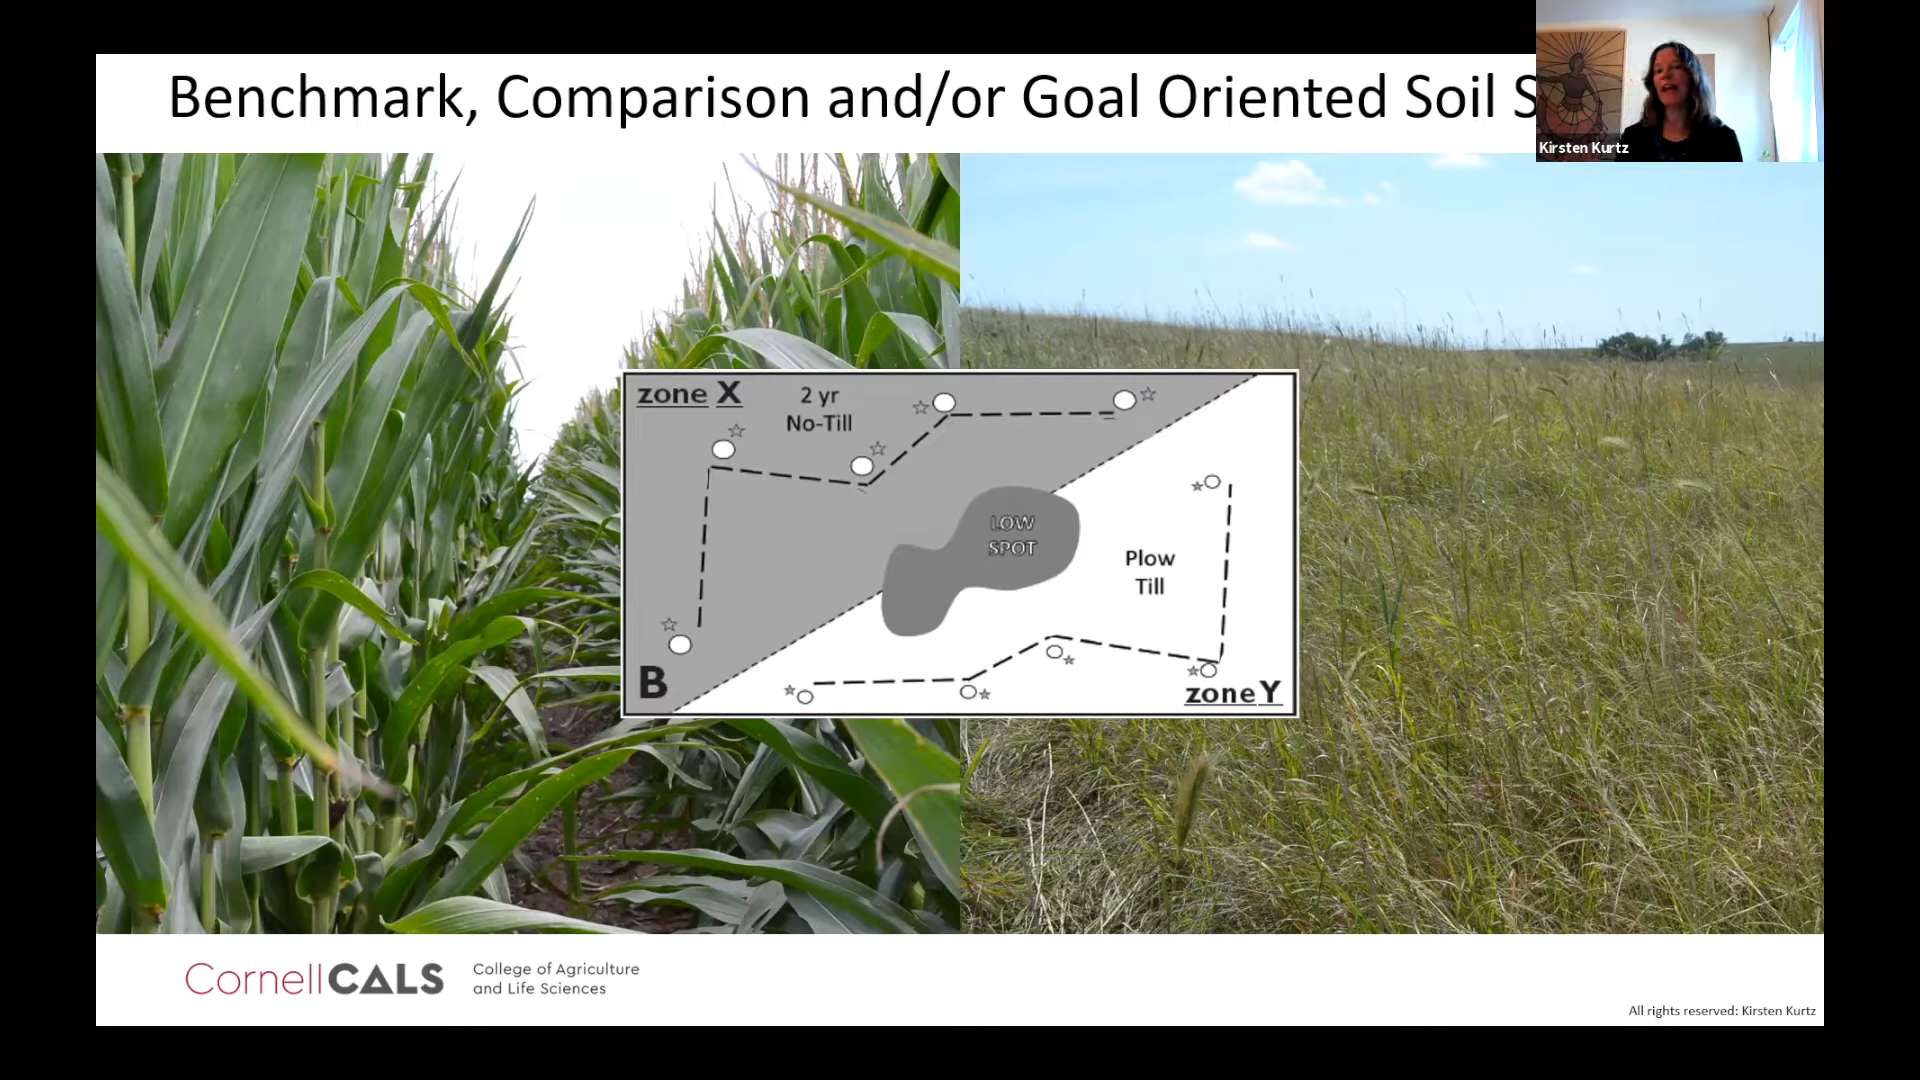 Benchmark, Comparison and/or Goal Oriented Soil
Kirsten Kurtz
zone X
2 yr
No-Till
LOW
SPOT
Plow
Till
B
zone Y
CornellCALS
College of Agriculture
and Life Sciences
All rights reserved: Kirsten Kurtz